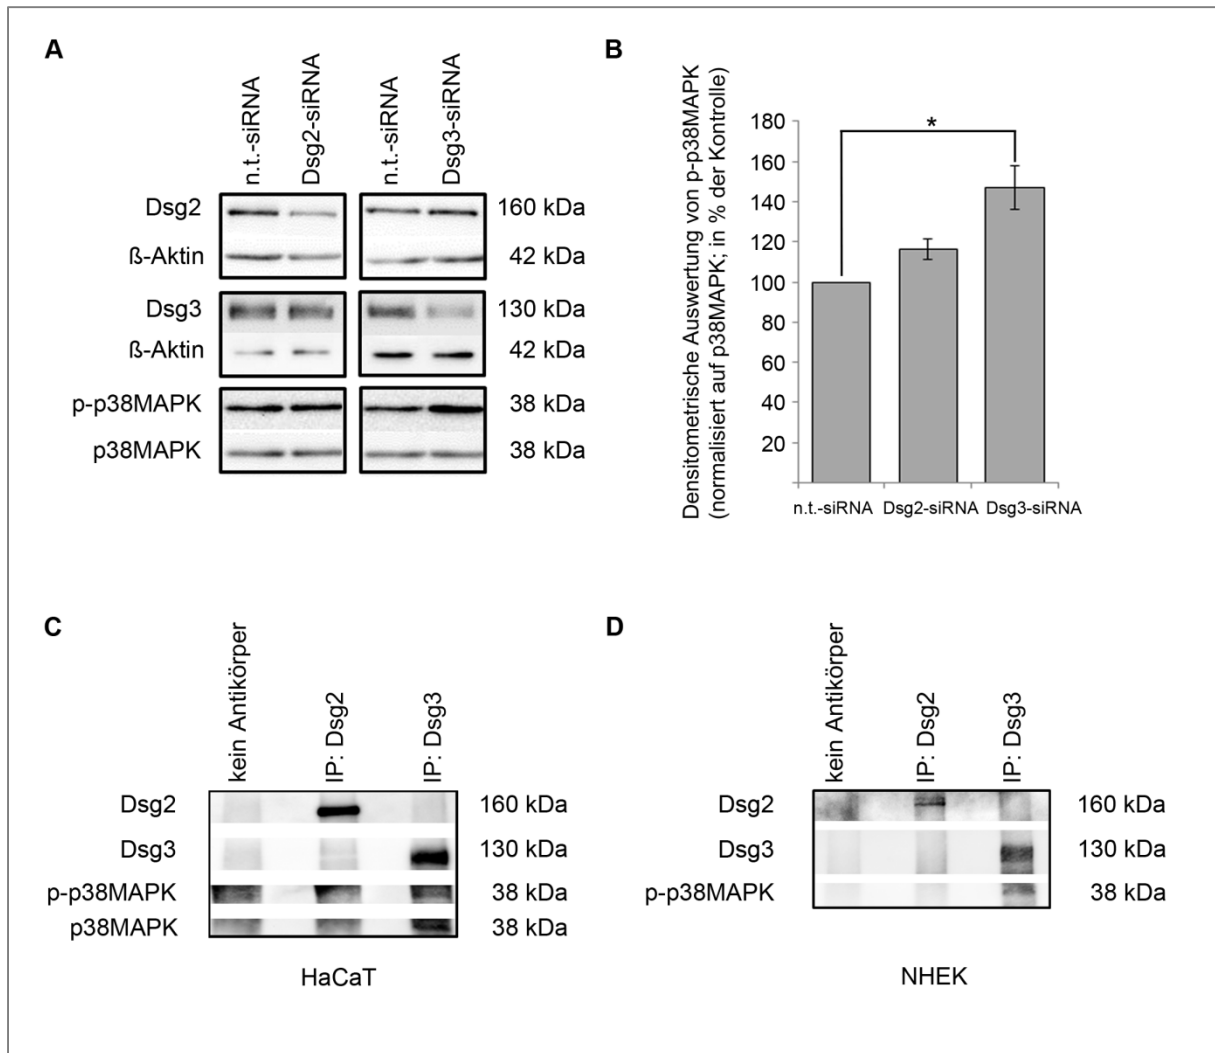 A
n.t.-siRNA
Dsg2-siRNA
n.t.-siRNA
Dsg3-siRNA
Dsg2 160 kDa
ß-Aktin 42 kDa
Dsg3 130 kDa
ß-Aktin 42 kDa
p-p38MAPK 38 kDa
p38MAPK 38 kDa
B
Densitometrische Auswertung von p-p38MAPK
(normalisiert auf p38MAPK; in % der Kontrolle)
180
160
140
120
100
80
60
40
20
*
n.t.-siRNA Dsg2-siRNA Dsg3-siRNA
C
kein Antikörper
IP: Dsg2
IP: Dsg3
Dsg2 160 kDa
Dsg3 130 kDa
p-p38MAPK 38 kDa
p38MAPK 38 kDa
HaCaT
D
kein Antikörper
IP: Dsg2
IP: Dsg3
Dsg2 160 kDa
Dsg3 130 kDa
p-p38MAPK 38 kDa
NHEK